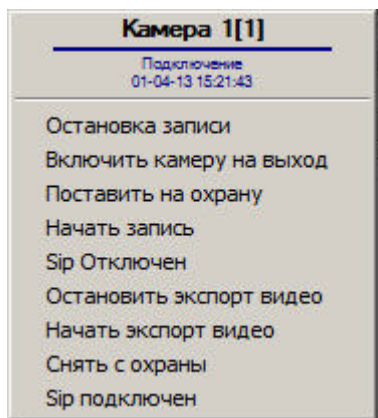 Камера 1[1]
Подключение
01-04-13 15:21:43
Остановка записи
Включить камеру на выход
Поставить на охрану
Начать запись
Sip Отключен
Остановить экспорт видео
Начать экспорт видео
Снять с охраны
Sip подключен